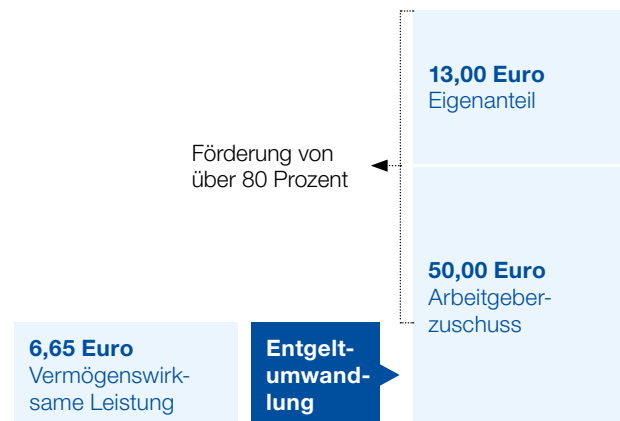 13,00 Euro
Eigenanteil
Förderung von
über 80 Prozent
50,00 Euro
Arbeitgeber-
zuschuss
6,65 Euro
Vermögenswirk-
same Leistung
Entgelt-
umwand-
lung